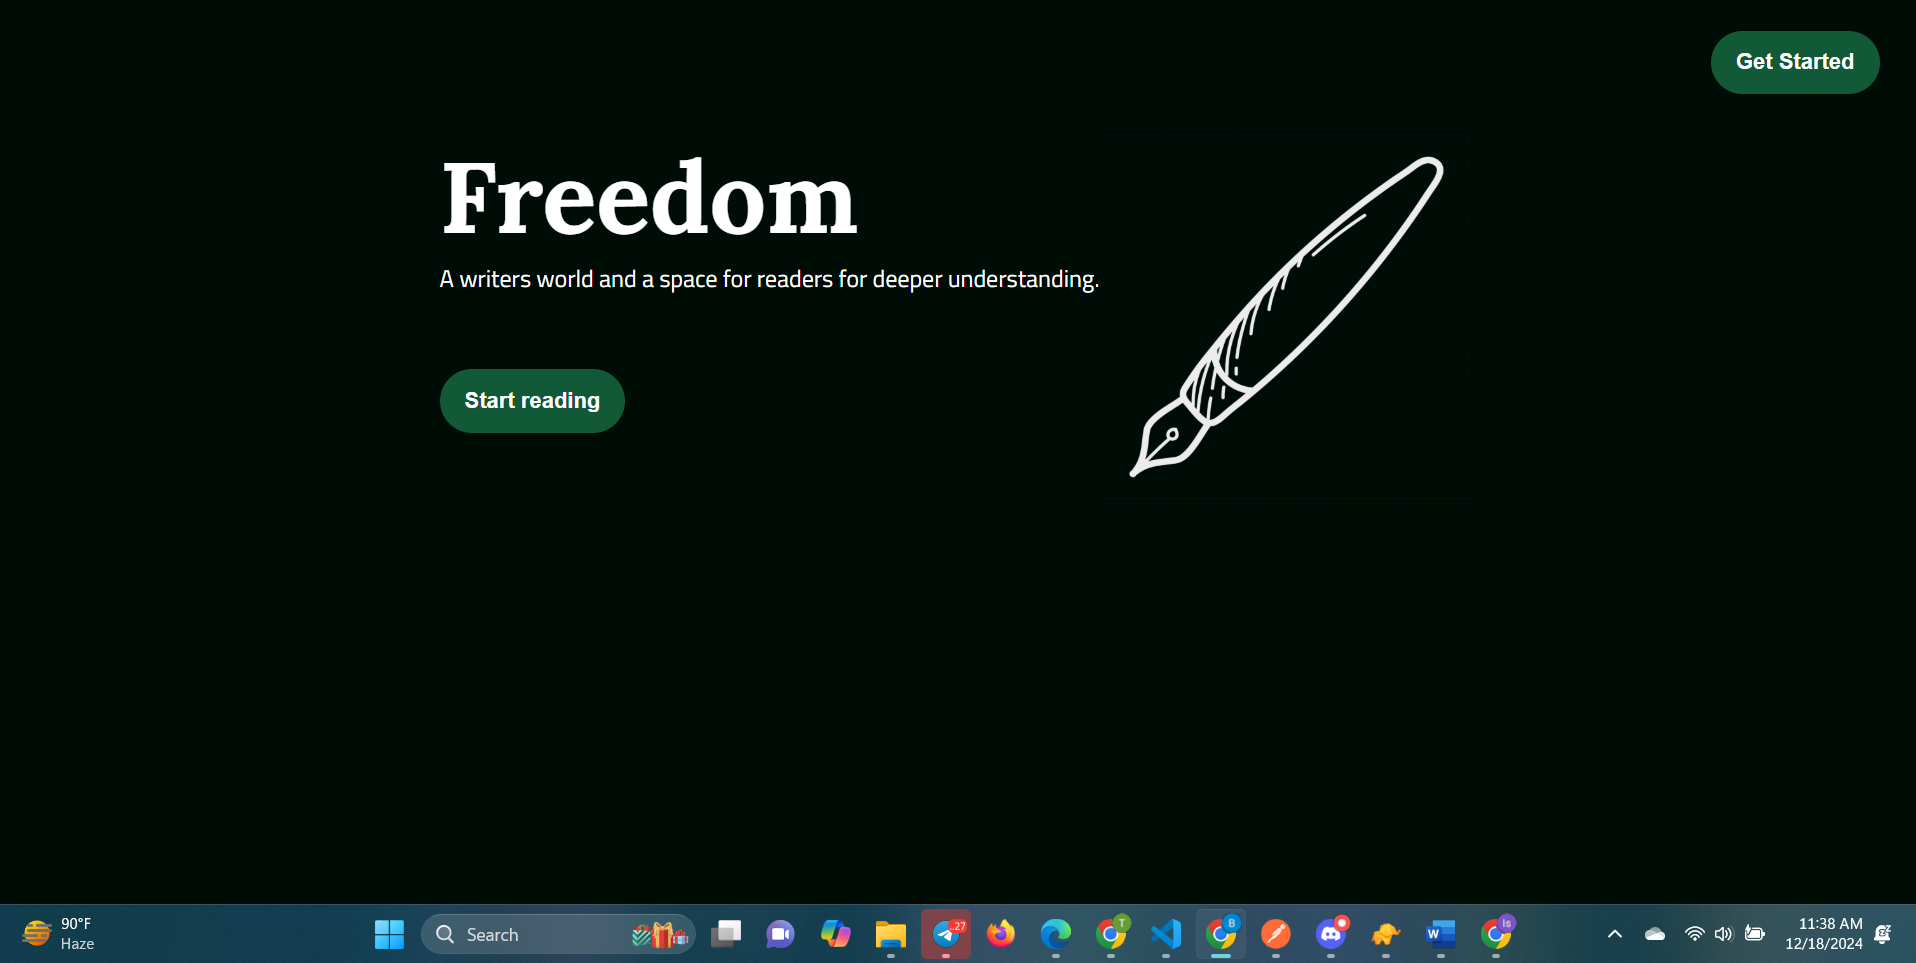 Get Started
Freedom
A writers world and a space for readers for deeper understanding.
Start reading
90°F
Haze
Search
27
T
B
W
ls
11:38 AM
12/18/2024